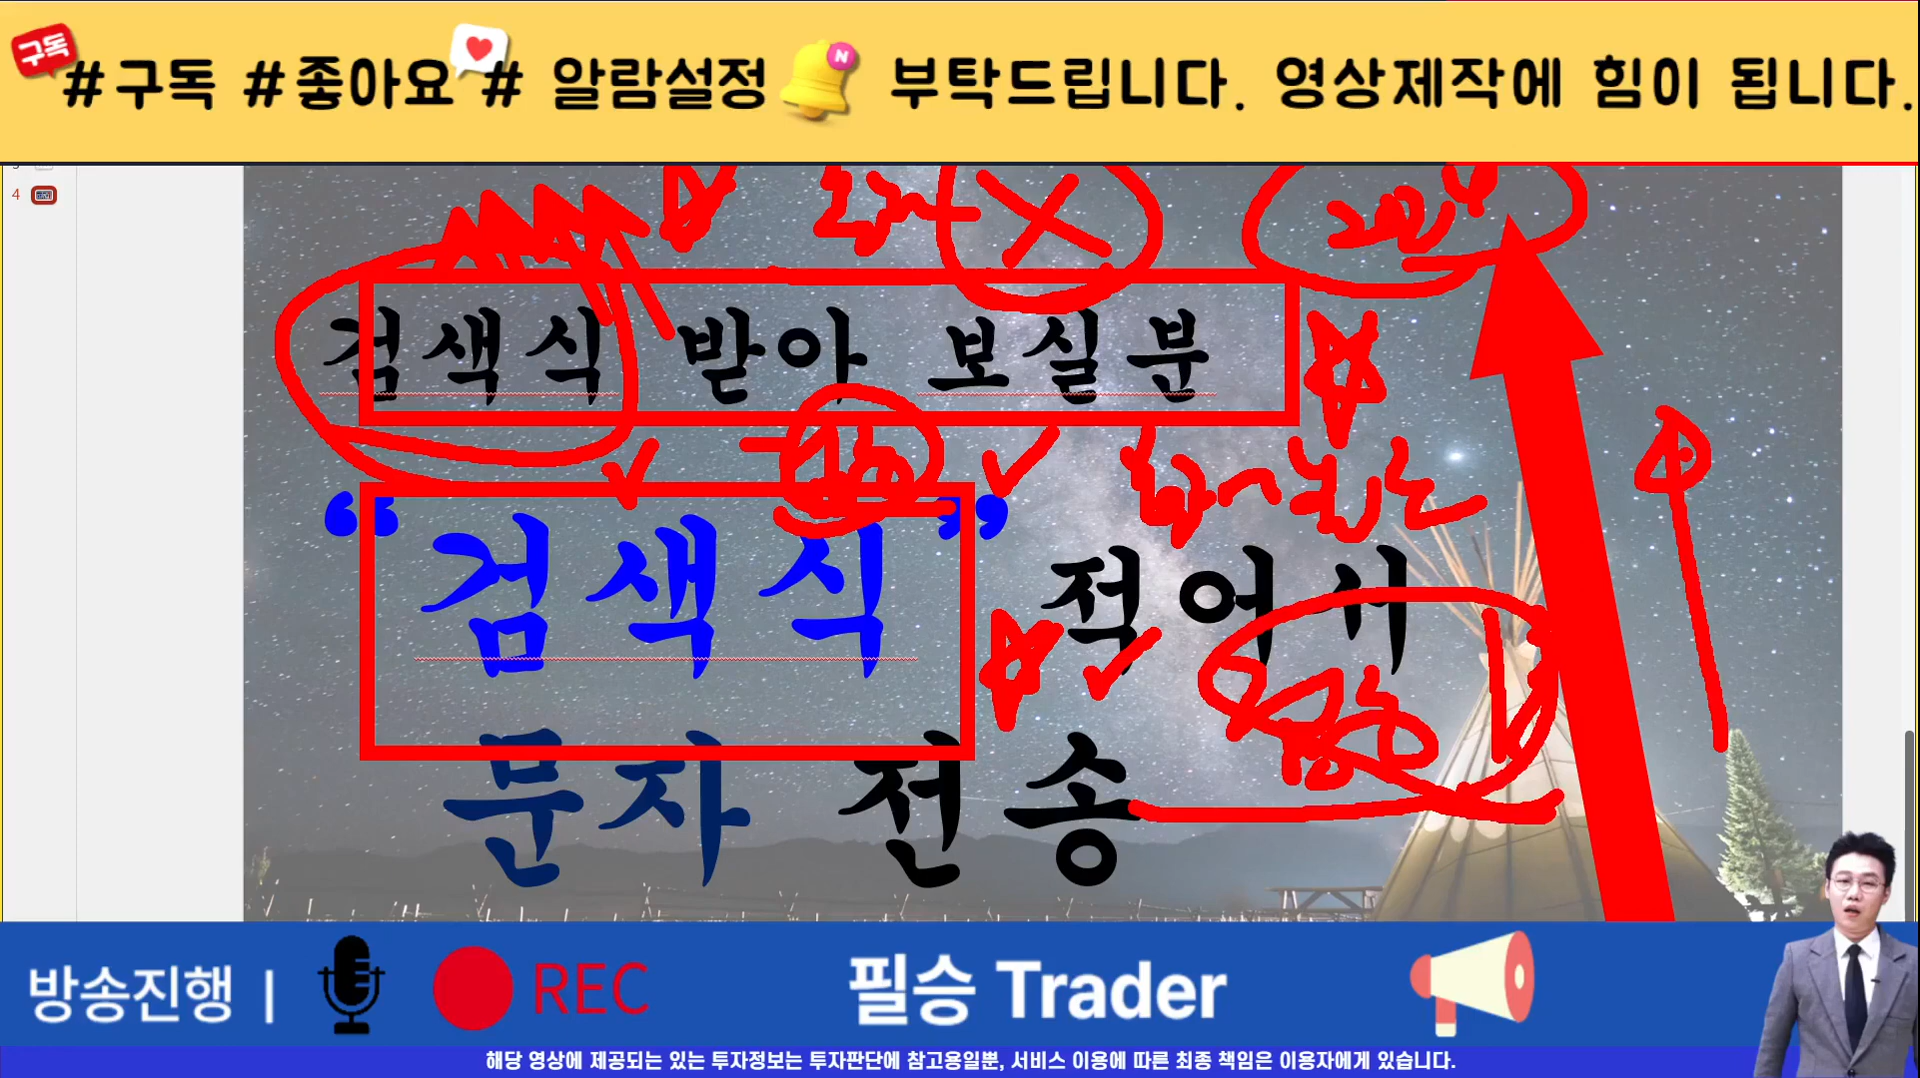 구독
#구독 #좋아요 # 알람설정 N 부탁드립니다. 영상제작에 힘이 됩니다.
4
검색식 받아 보실분
“검색식” 적어서
문자 전송
방송진행 | REC 필승 Trader
해당 영상에 제공되는 있는 투자정보는 투자판단에 참고용일뿐, 서비스 이용에 따른 최종 책임은 이용자에게 있습니다.